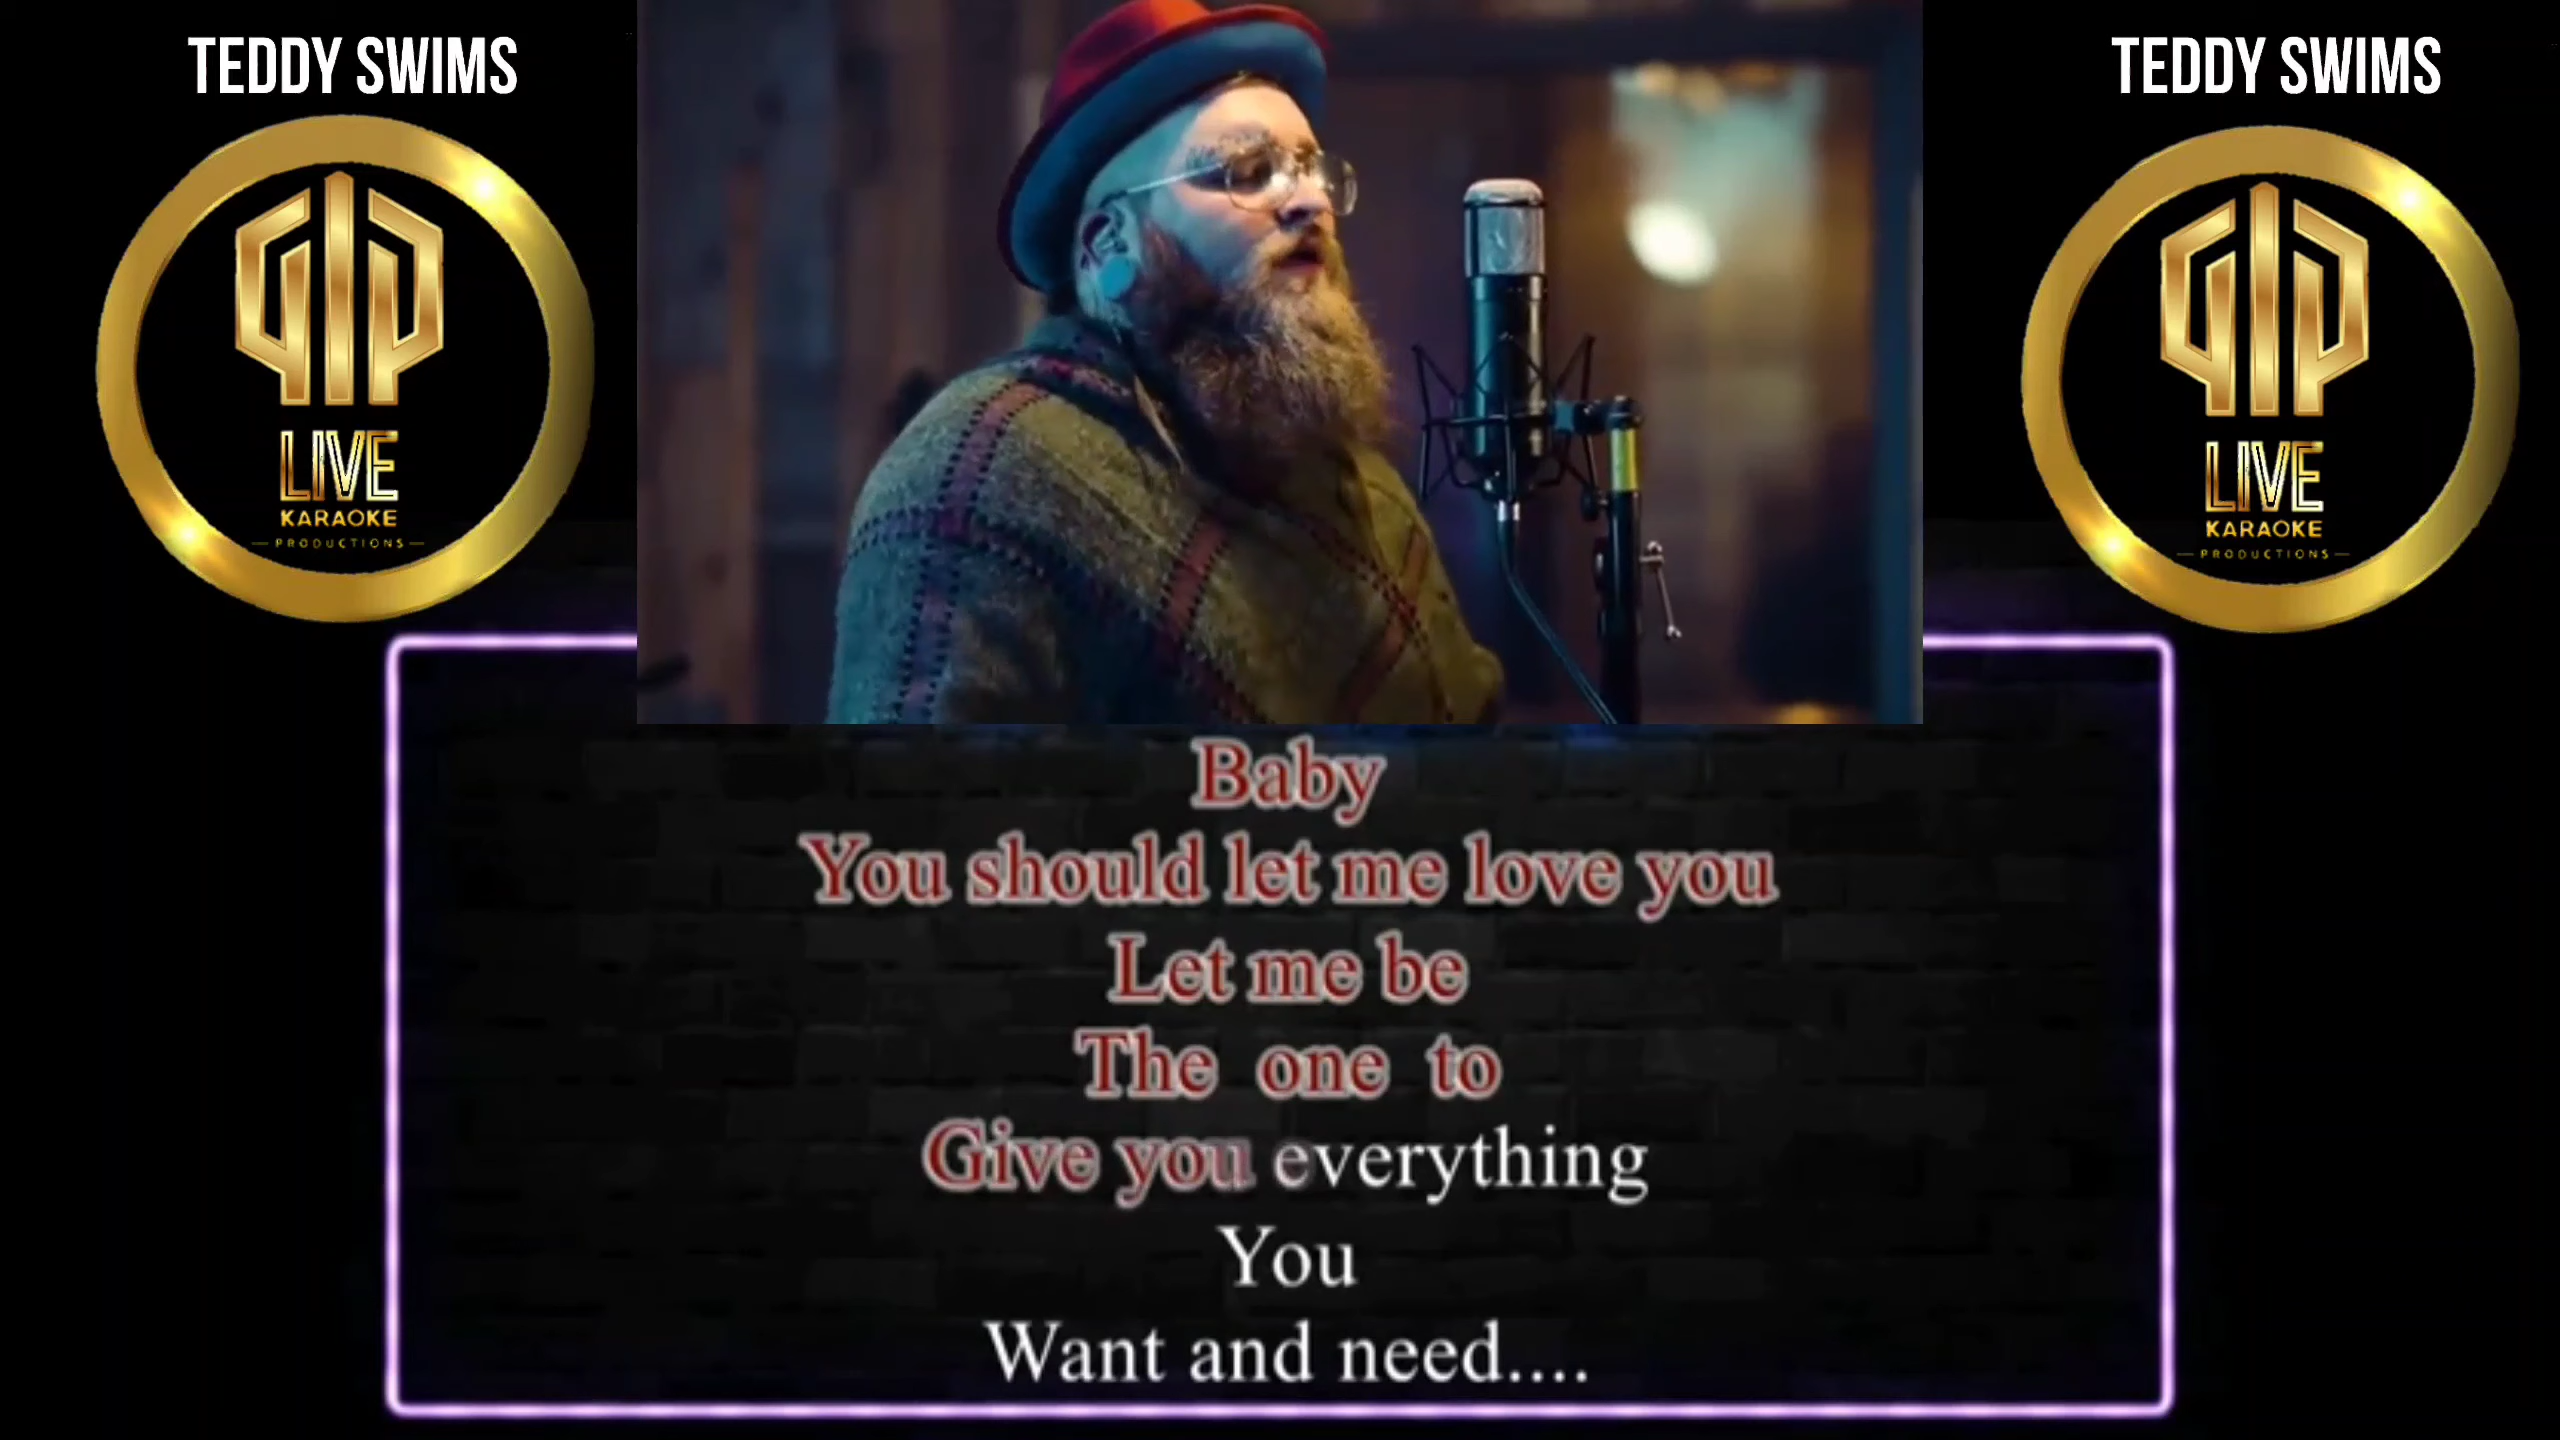 TEDDY SWIMS
TEDDY SWIMS
LIVE
KARAOKE
PRODUCTIONS
LIVE
KARAOKE
PRODUCTIONS
Baby
You should let me love you
Let me be
The one to
Give you everything
You
Want and need....